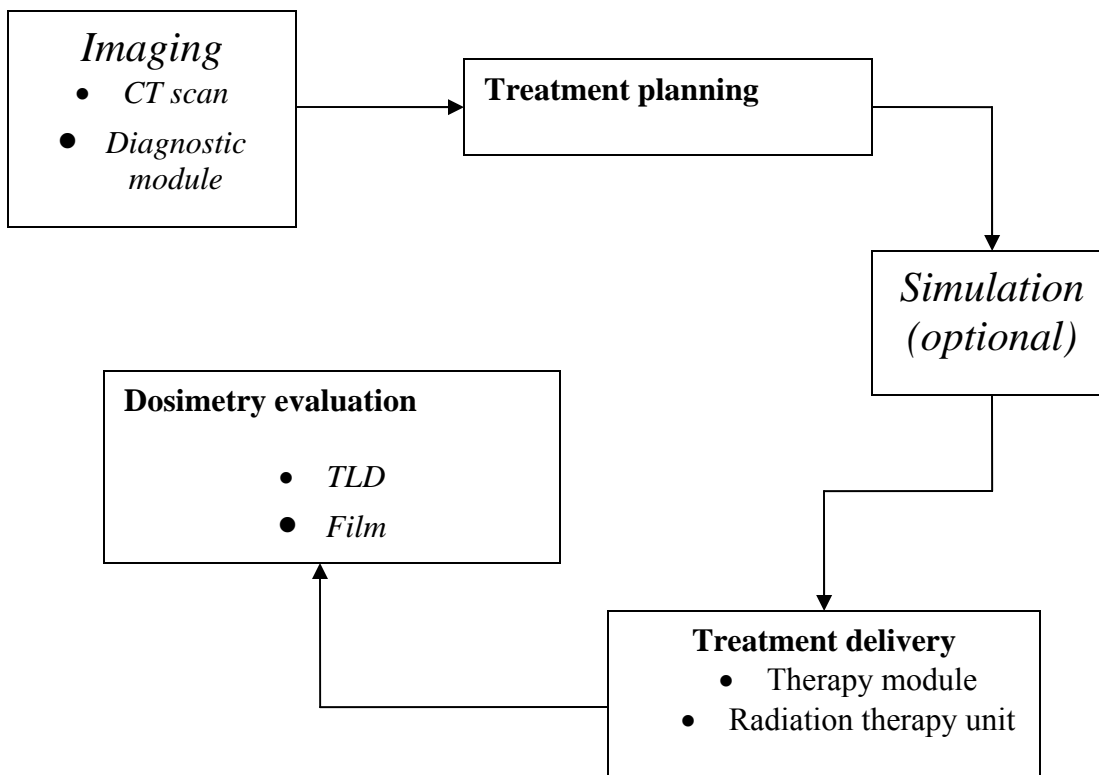 Imaging
• CT scan
• Diagnostic
module
Treatment planning
Simulation
(optional)
Treatment delivery
• Therapy module
• Radiation therapy unit
Dosimetry evaluation
• TLD
• Film